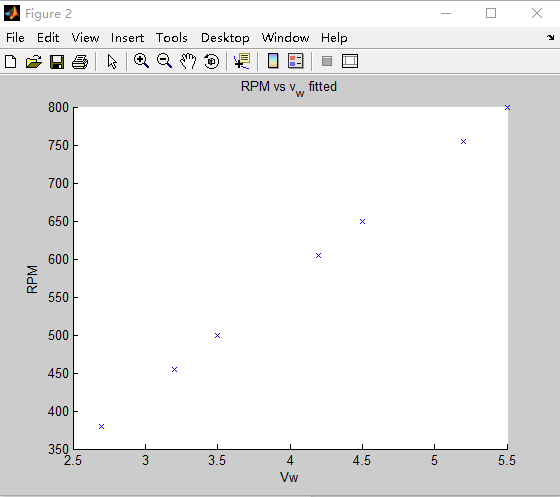 Figure 2
File Edit View Insert Tools Desktop Window Help
RPM vs v_w fitted
800
750
700
650
600
550
500
450
400
350
RPM
2.5 3 3.5 4 4.5 5 5.5
Vw